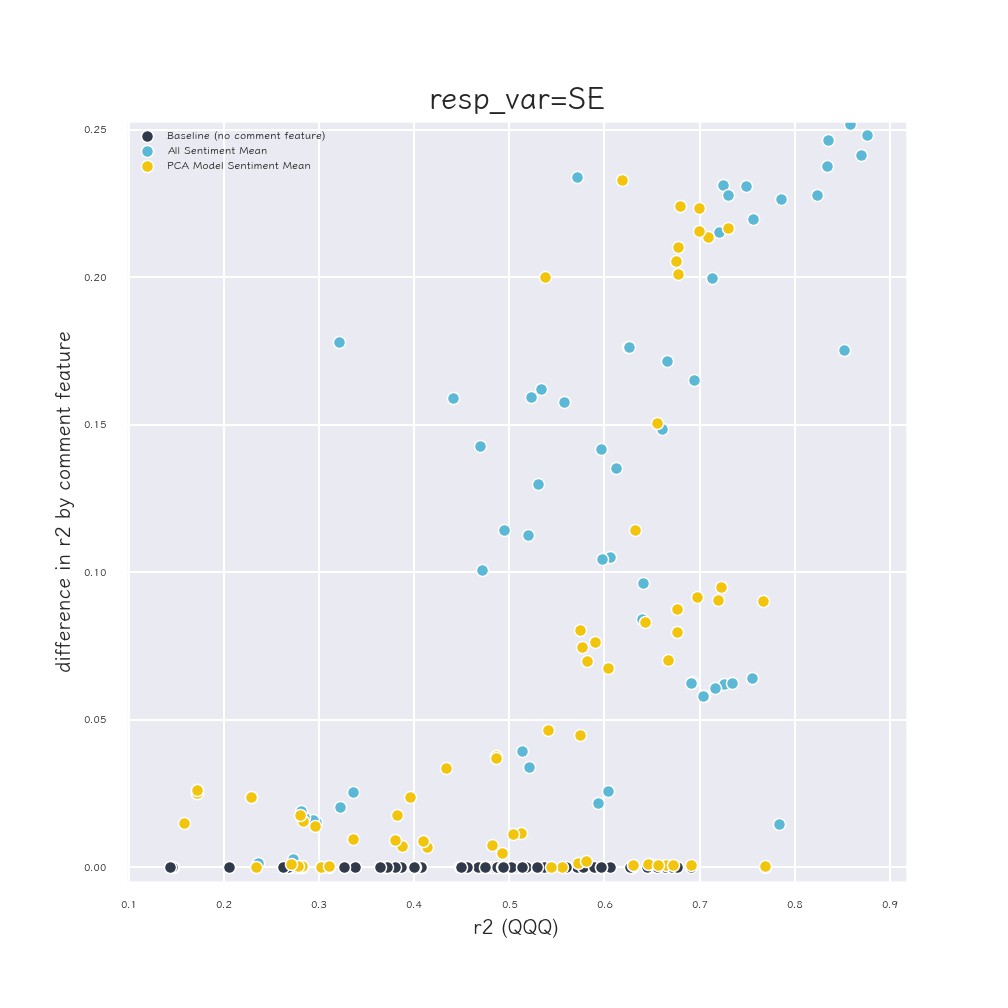 resp_var=SE
Baseline (no comment feature)
All Sentiment Mean
PCA Model Sentiment Mean
0.25
0.20
0.15
0.10
0.05
0.00
difference in r2 by comment feature
0.1 0.2 0.3 0.4 0.5 0.6 0.7 0.8 0.9
r2 (QQQ)